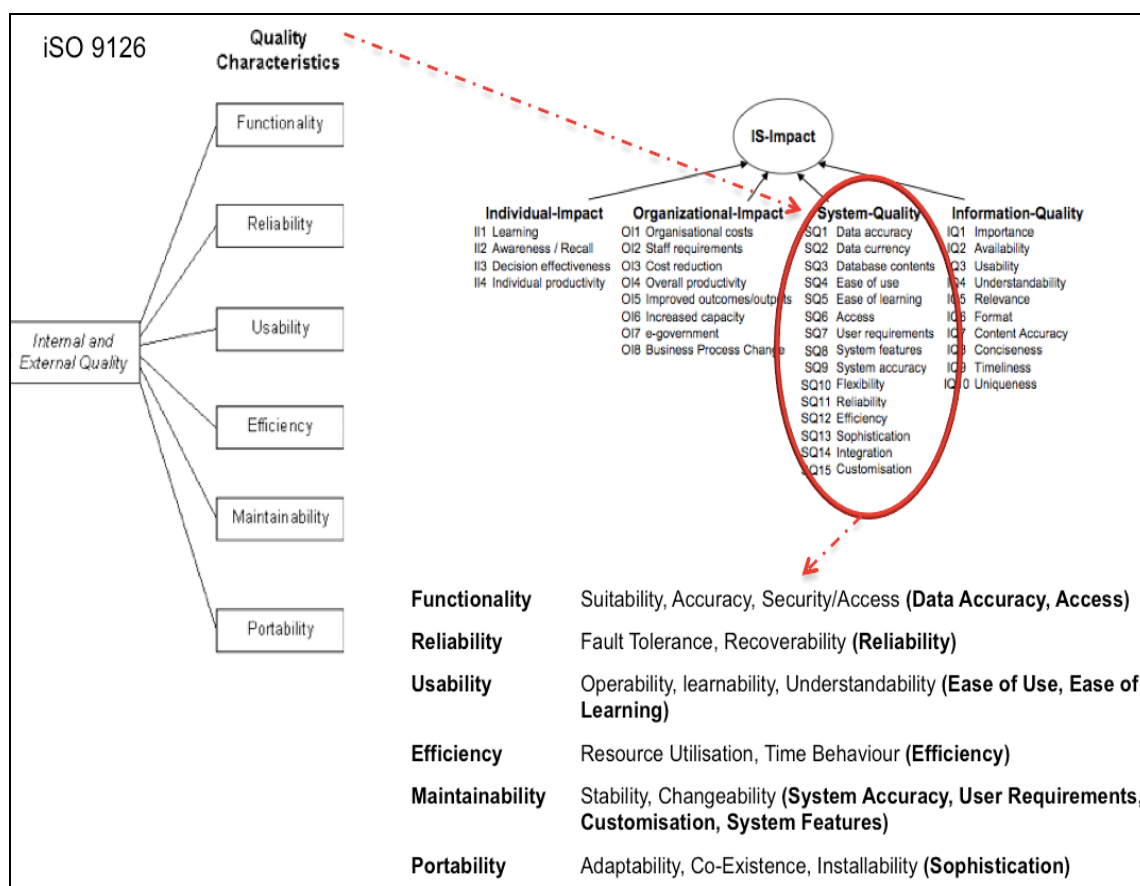 iSO 9126
Quality
Characteristics
Functionality
Reliability
Usability
Internal and
External Quality
Efficiency
Maintainability
Portability
IS-Impact
Individual-Impact
II1 Learning
II2 Awareness / Recall
II3 Decision effectiveness
II4 Individual productivity
Organizational-Impact
OI1 Organisational costs
OI2 Staff requirements
OI3 Cost reduction
OI4 Overall productivity
OI5 Improved outcomes/outputs
OI6 Increased capacity
OI7 e-government
OI8 Business Process Change
System-Quality
SQ1 Data accuracy
SQ2 Data currency
SQ3 Database contents
SQ4 Ease of use
SQ5 Ease of learning
SQ6 Access
SQ7 User requirements
SQ8 System features
SQ9 System accuracy
SQ10 Flexibility
SQ11 Reliability
SQ12 Efficiency
SQ13 Sophistication
SQ14 Integration
SQ15 Customisation
Information-Quality
IQ1 Importance
IQ2 Availability
IQ3 Usability
IQ4 Understandability
IQ5 Relevance
IQ6 Format
IQ7 Content Accuracy
IQ8 Conciseness
IQ9 Timeliness
IQ10 Uniqueness
Functionality Suitability, Accuracy, Security/Access (Data Accuracy, Access)
Reliability Fault Tolerance, Recoverability (Reliability)
Usability Operability, learnability, Understandability (Ease of Use, Ease of
Learning)
Efficiency Resource Utilisation, Time Behaviour (Efficiency)
Maintainability Stability, Changeability (System Accuracy, User Requirements,
Customisation, System Features)
Portability Adaptability, Co-Existence, Installability (Sophistication)